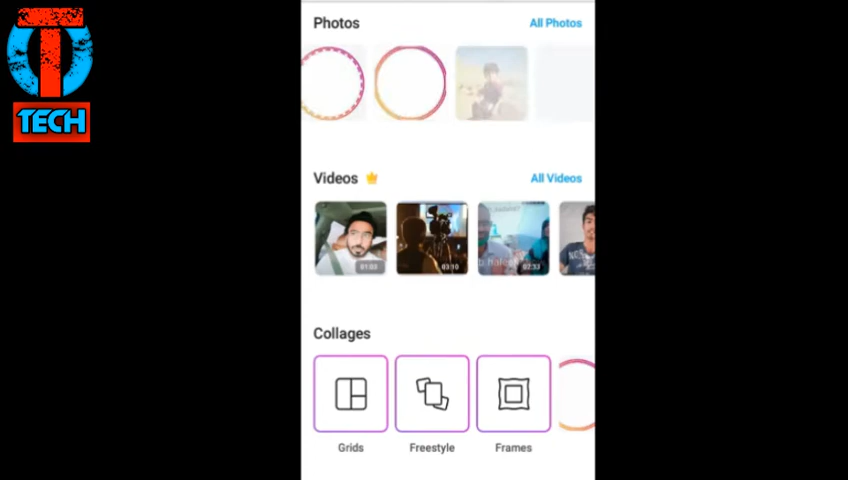 T
TECH
Photos
All Photos
Videos
All Videos
01:03
03:10
02:33
Collages
Grids
Freestyle
Frames